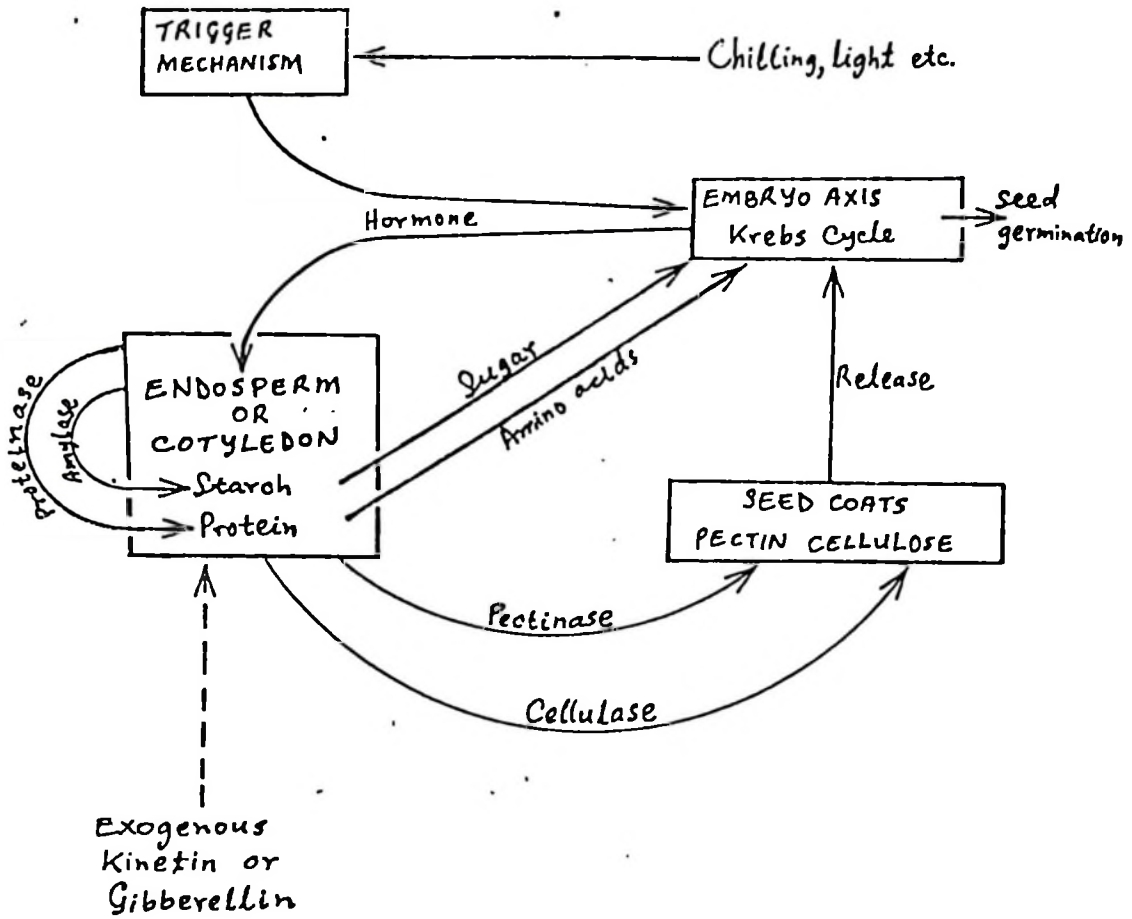 TRIGGER
MECHANISM
Chilling, light etc.
EMBRYO AXIS
Krebs Cycle
seed
germination
Hormone
ENDOSPERM
OR
COTYLEDON
Starch
Protein
Proteinase
Amylase
Sugar
Amino acids
Release
SEED COATS
PECTIN CELLULOSE
Pectinase
Cellulase
Exogenous
Kinetin or
Gibberellin